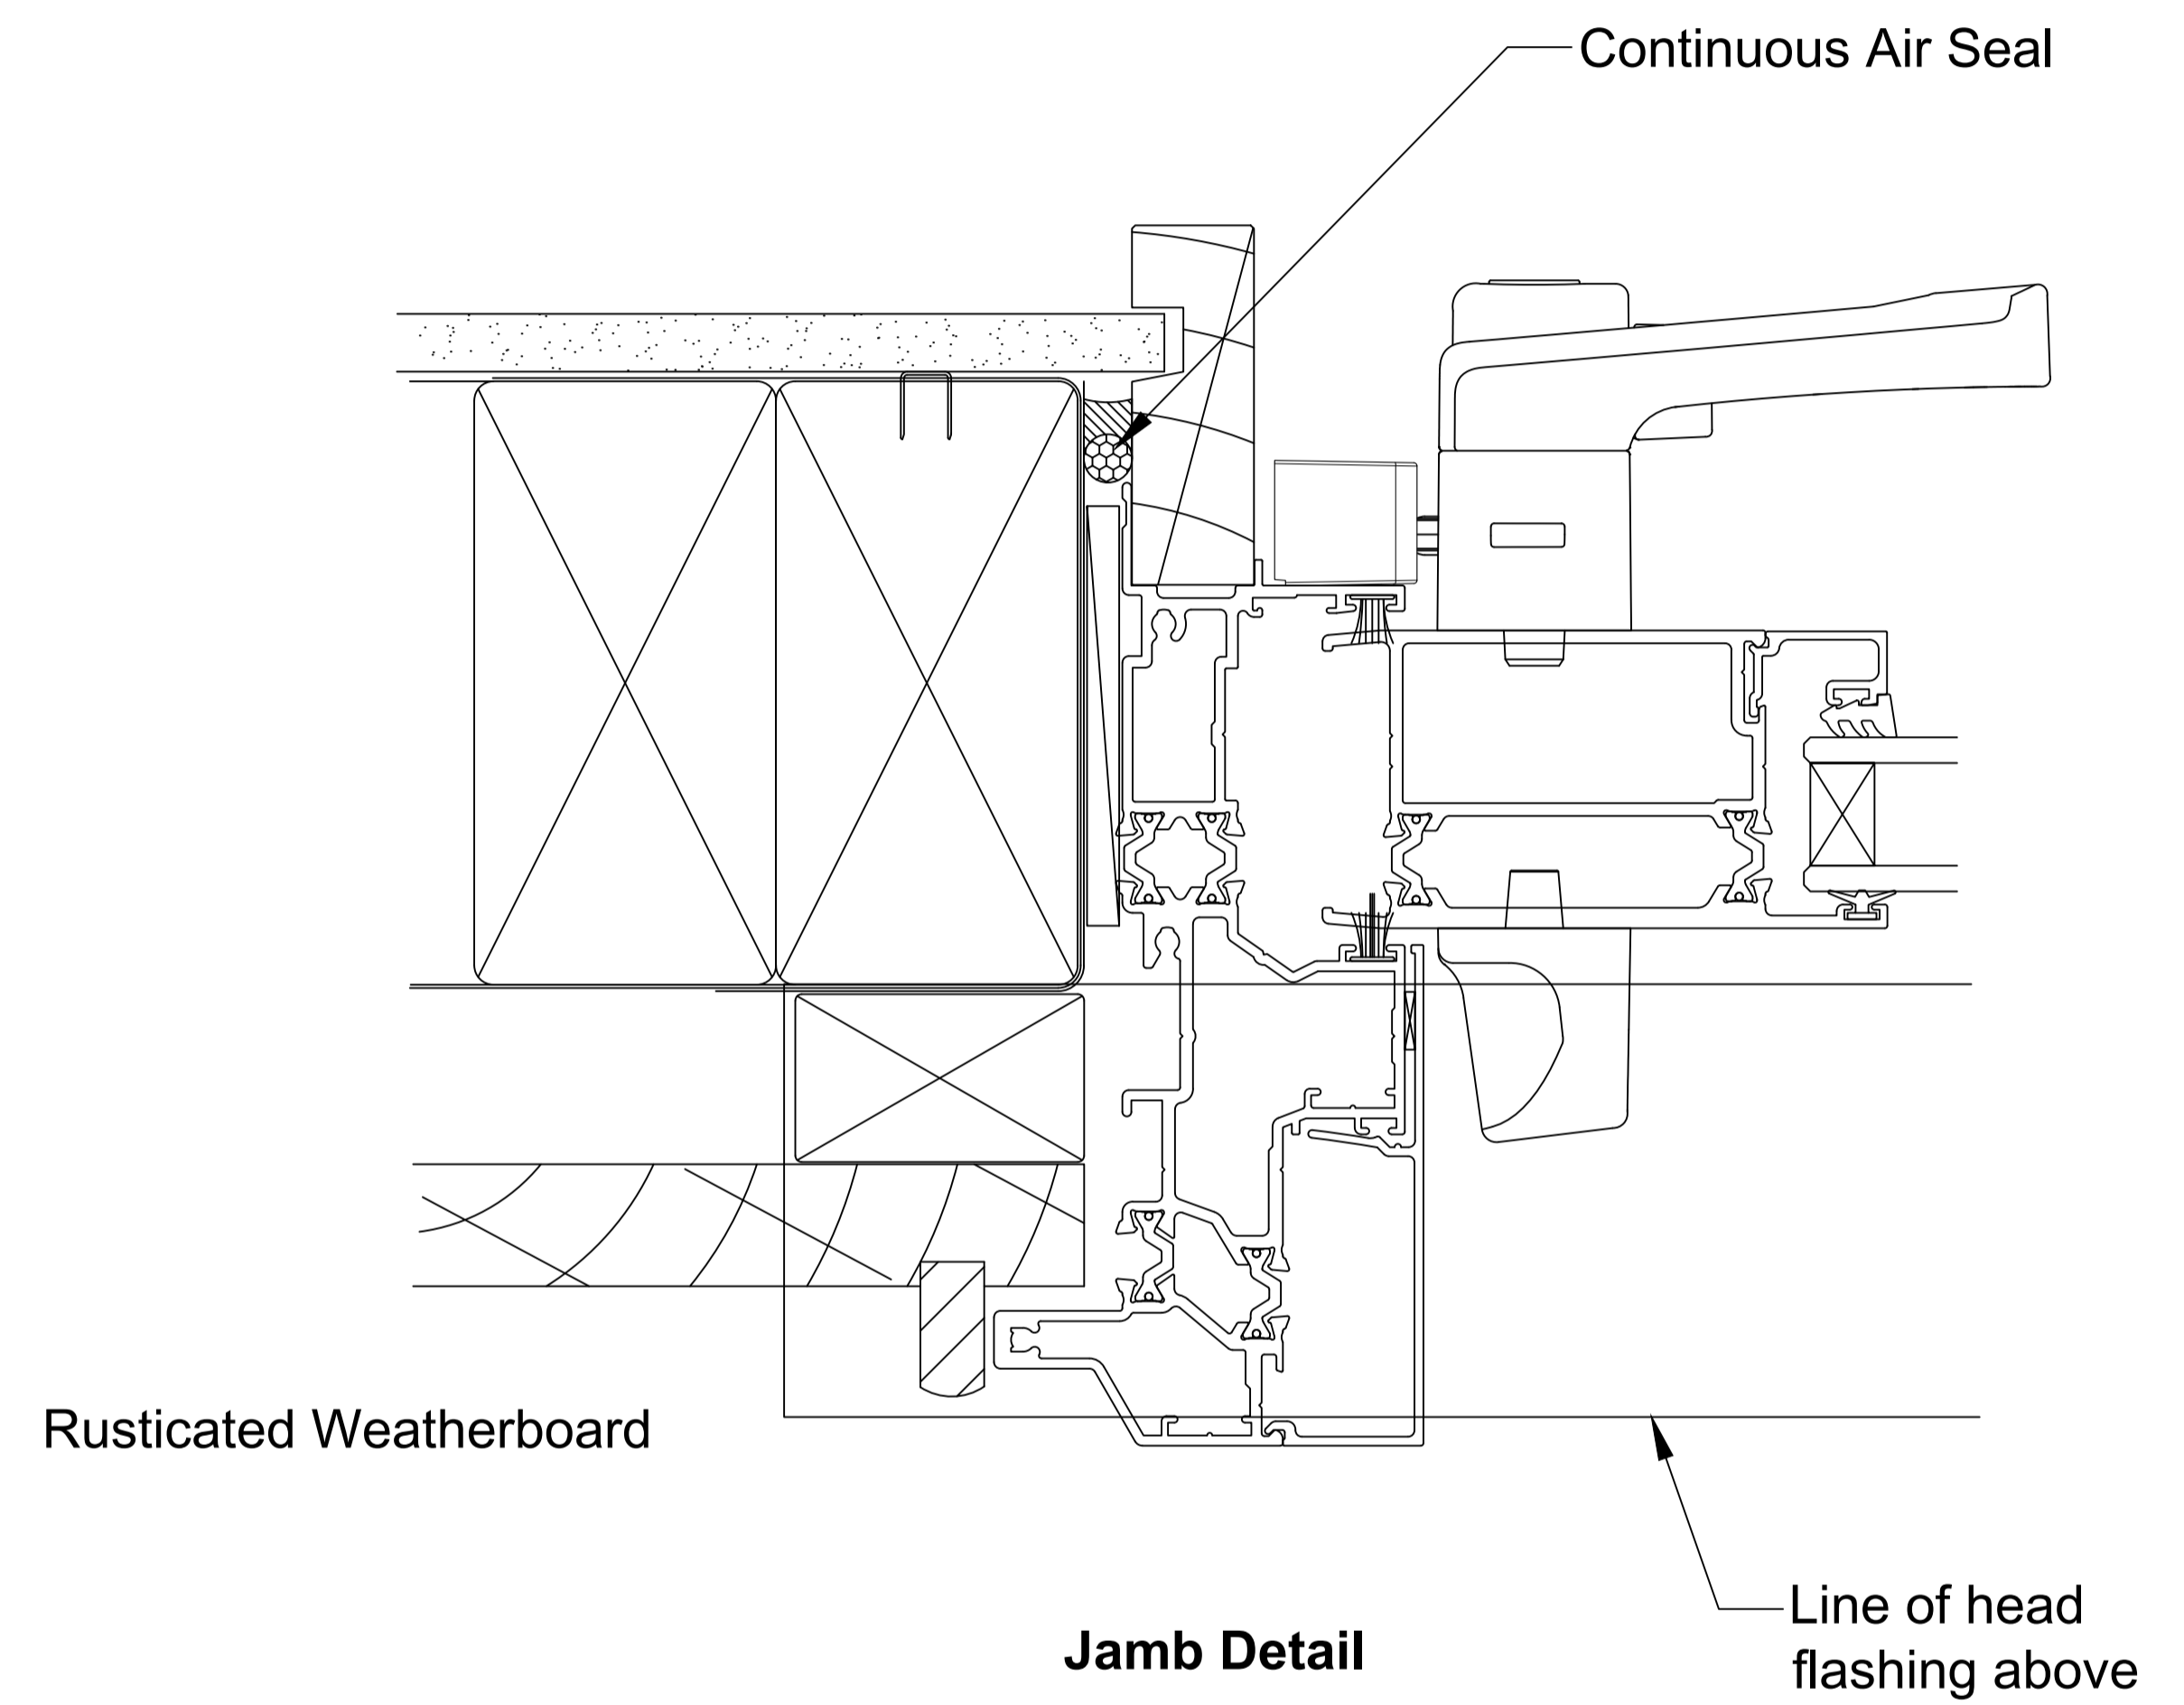 Continuous Air Seal
Rusticated Weatherboard
Line of head
flashing above
Jamb Detail